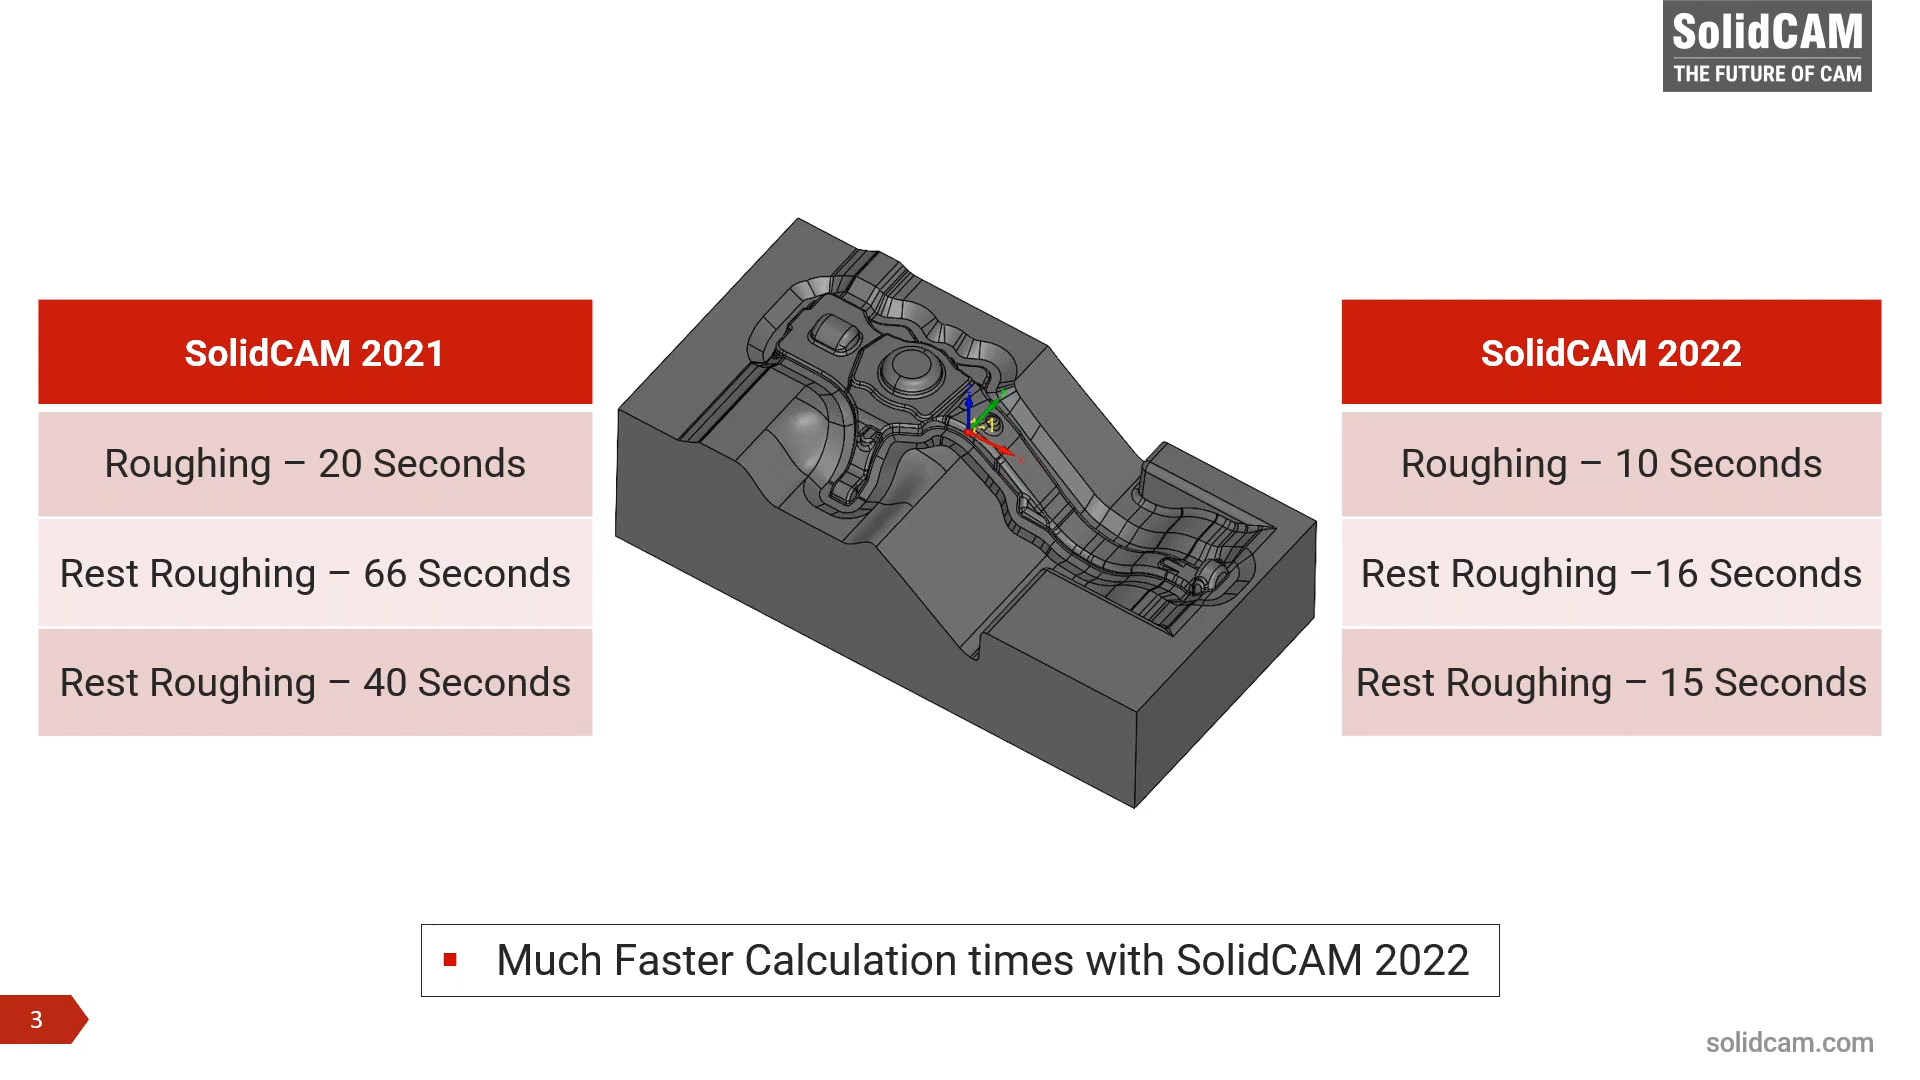 SolidCAM
THE FUTURE OF CAM
SolidCAM 2021
Roughing – 20 Seconds
Rest Roughing – 66 Seconds
Rest Roughing – 40 Seconds
SolidCAM 2022
Roughing – 10 Seconds
Rest Roughing –16 Seconds
Rest Roughing – 15 Seconds
Much Faster Calculation times with SolidCAM 2022
3
solidcam.com